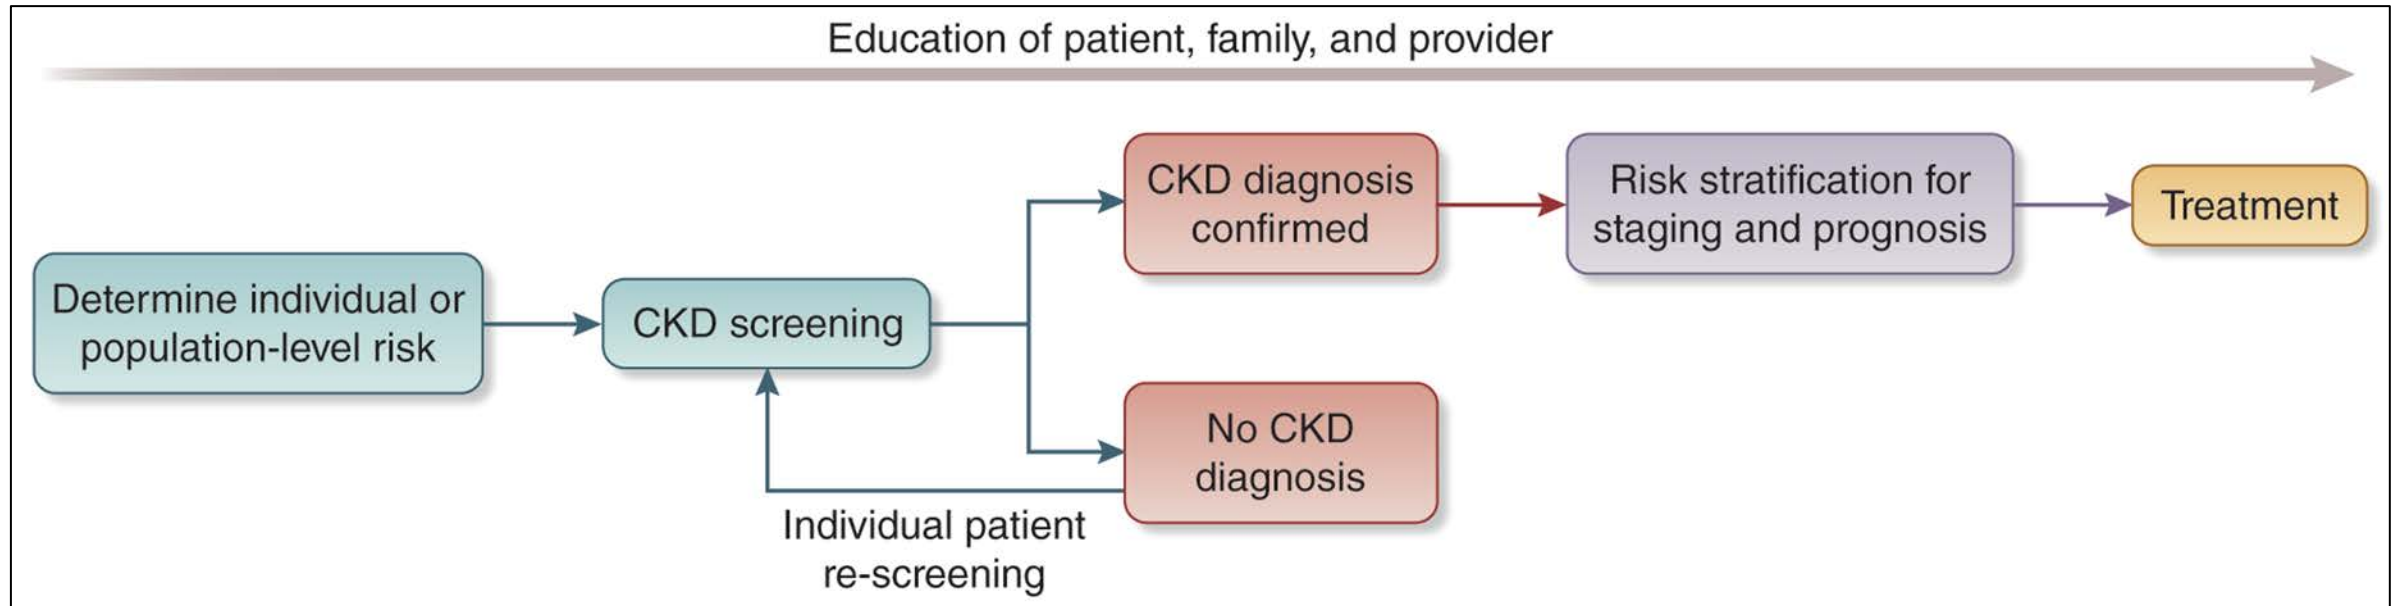 Education of patient, family, and provider
Determine individual or
population-level risk
CKD screening
CKD diagnosis
confirmed
Risk stratification for
staging and prognosis
Treatment
No CKD
diagnosis
Individual patient
re-screening